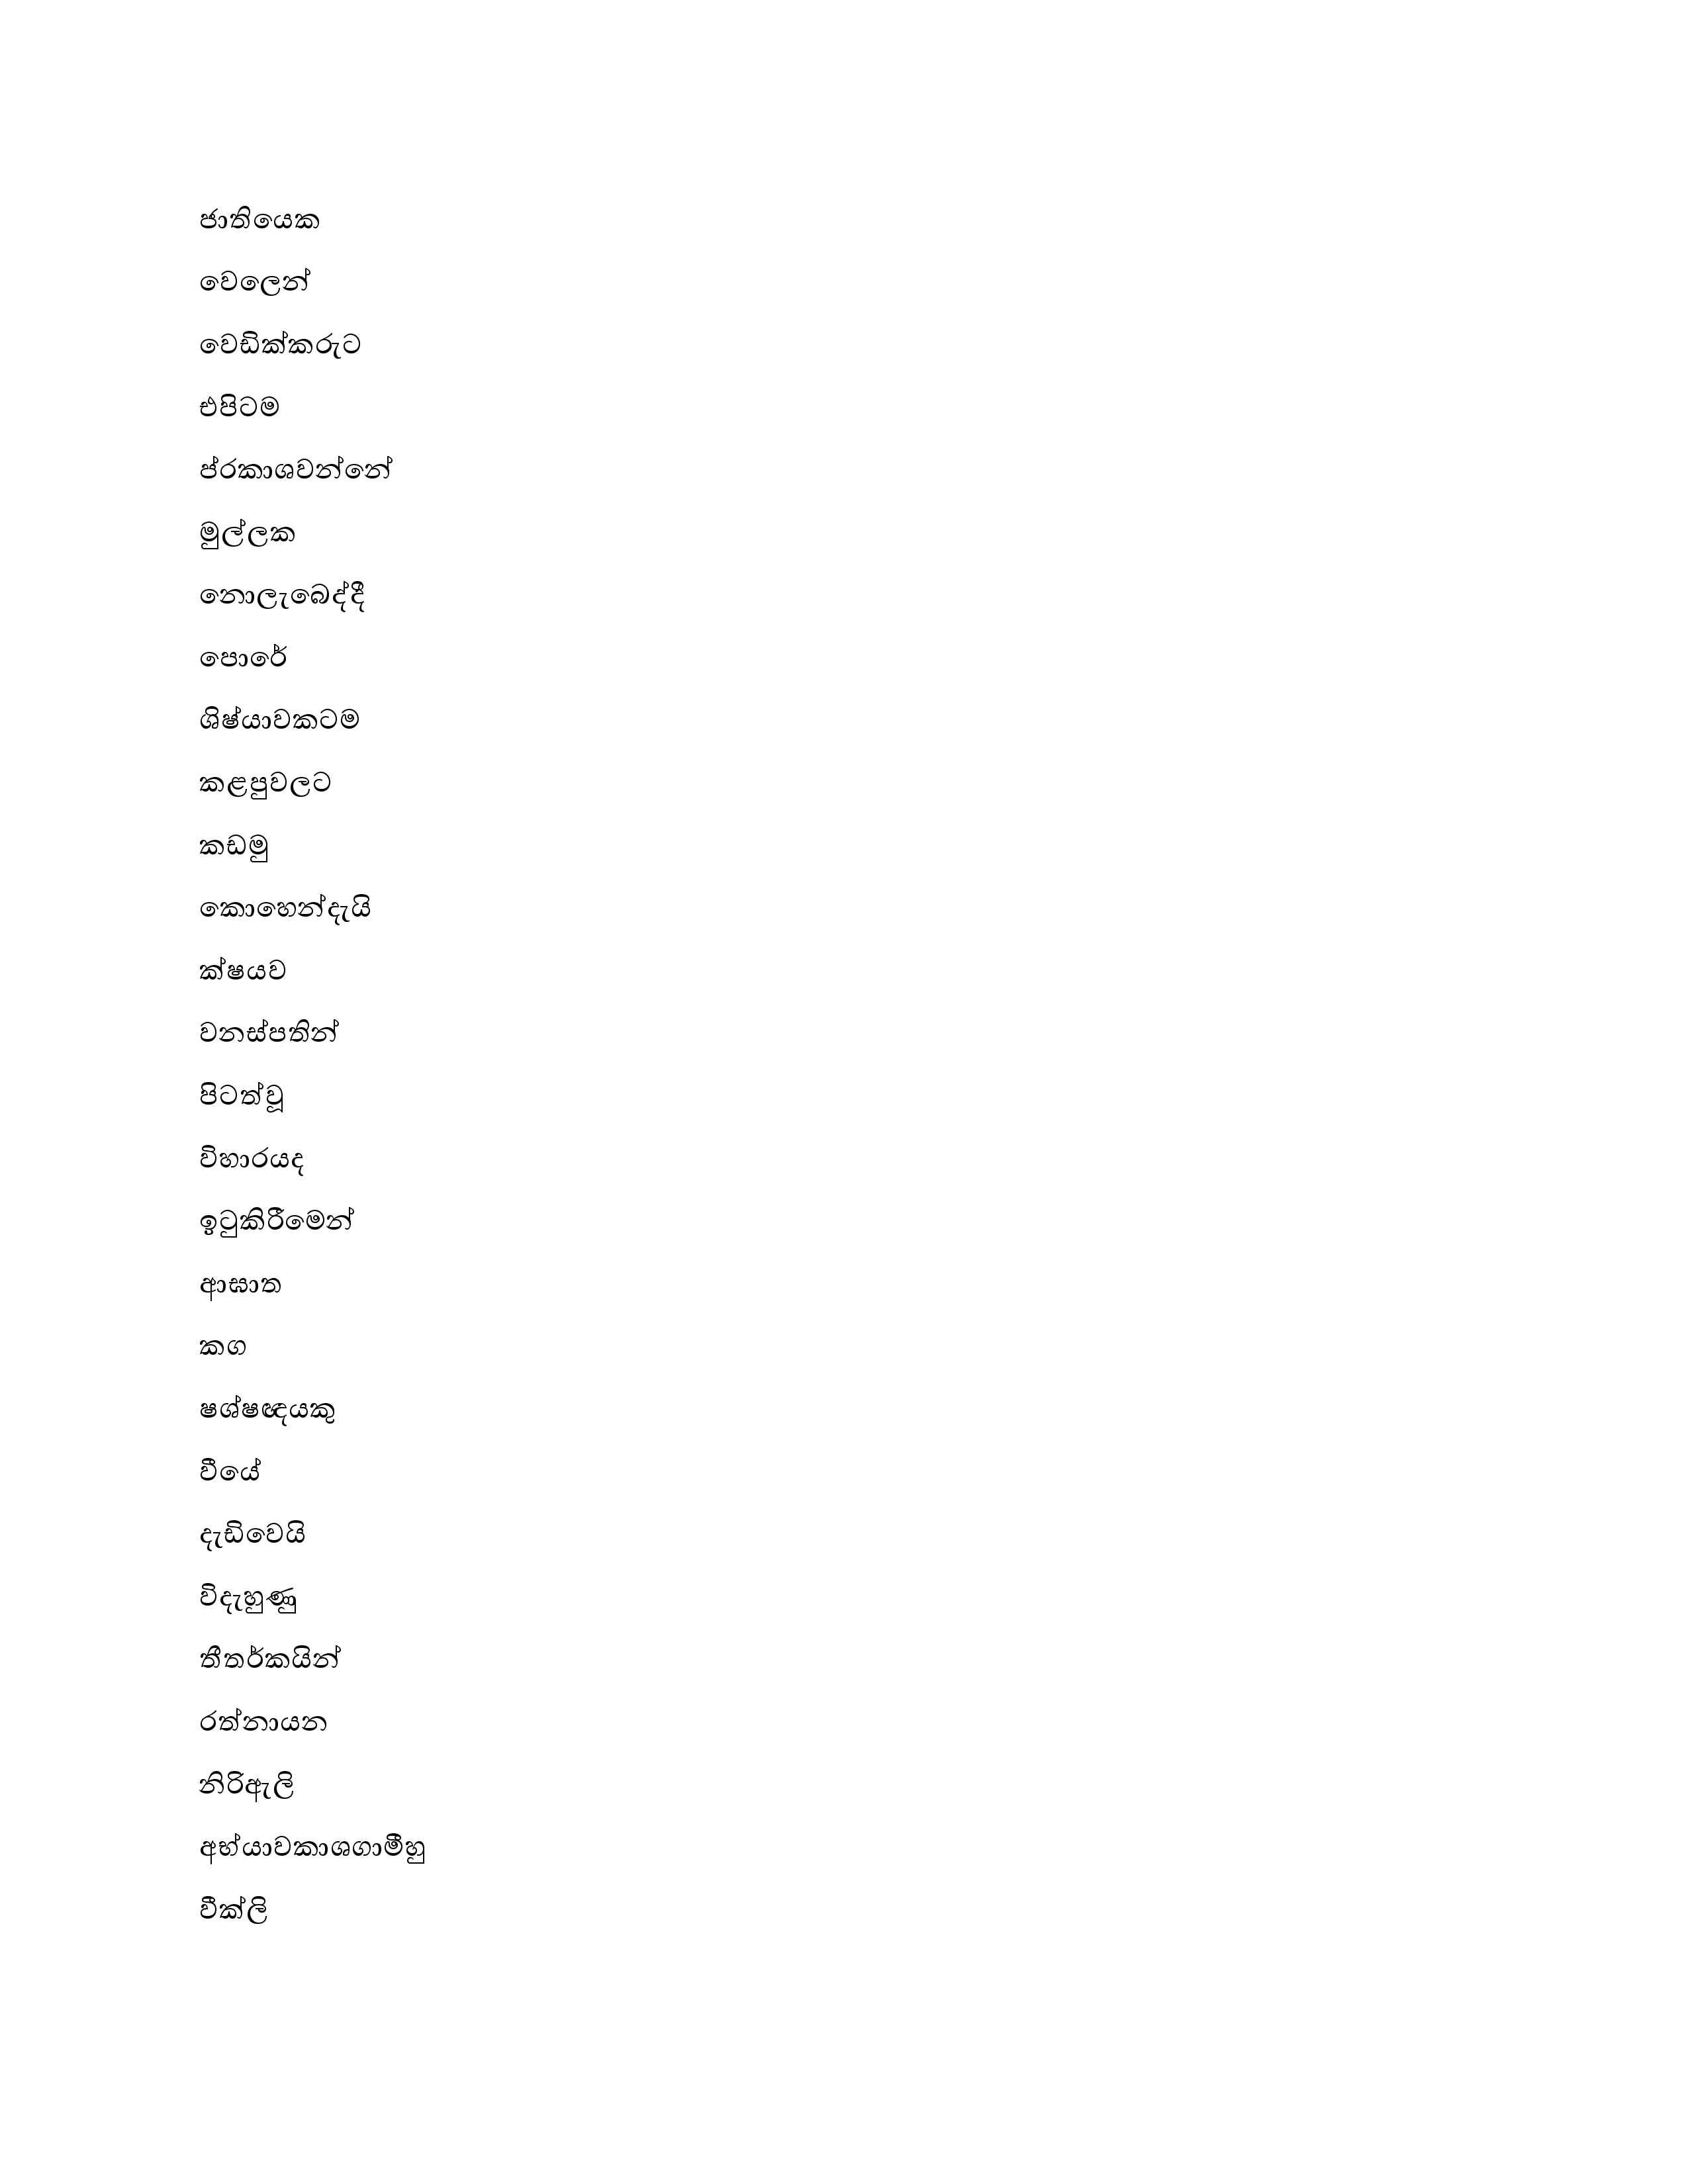 ජාතියෙක
වෙලෙන්
වෙඩික්කරුට
එපිටම
ප්රකාශවන්නේ
මුල්ලක
නොලැබෙද්දී
පොරේ
ශිෂ්යාවකටම
කළපුවලට
කඩමු
කොහෙන්දැයි
ක්ෂයව
වනස්පතින්
පිටත්වූ
විහාරයද
ඉටුකිරීමෙන්
ආඝාත
කග
ෂශ්ෂඥයකු
වීයේ
දැඩිවෙයි
විදැහුණු
තීතර්කයින්
රත්නායන
නිරිඇලි
අභ්යාවකාශගාමීහු
වීක්ලි